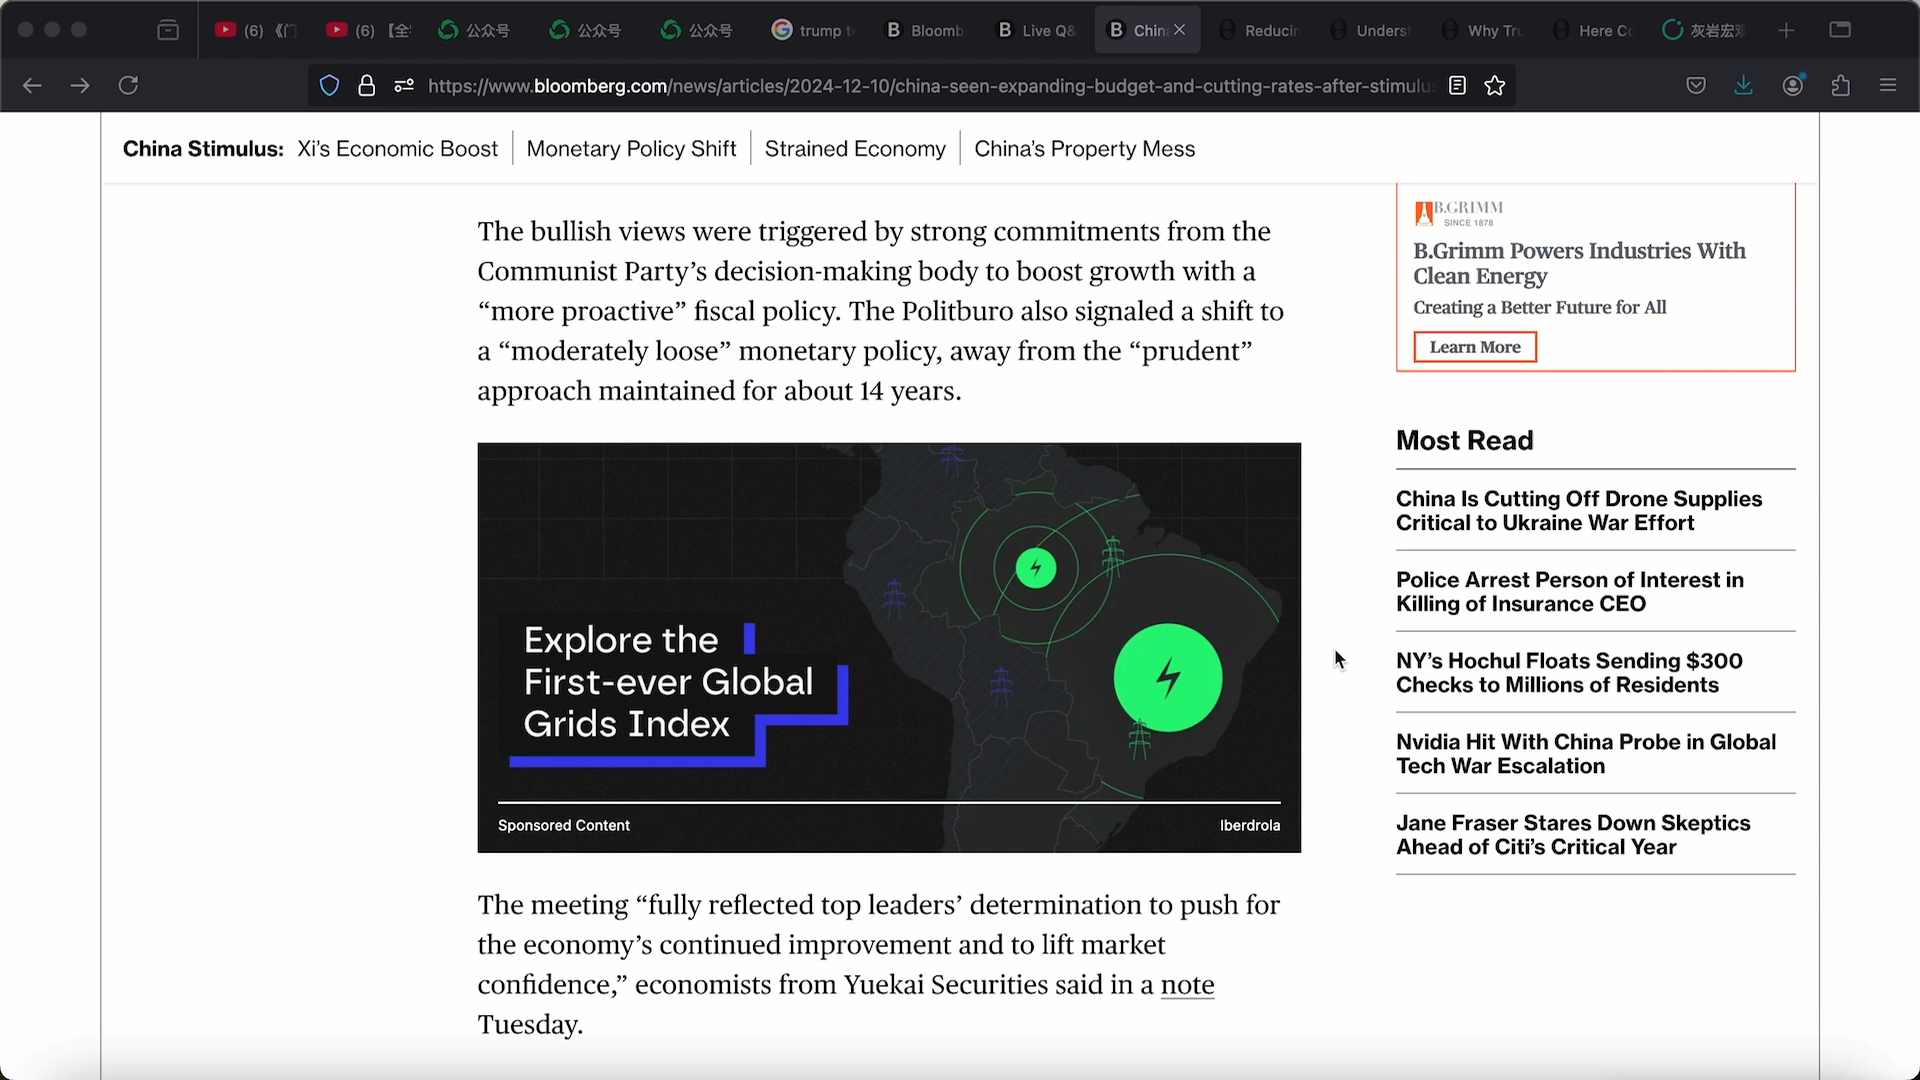 (6) 《门
(6) 【全
公众号
公众号
公众号
trump t
Bloomb
Live Q&
Chin
Reducin
Underst
Why Tru
Here Co
灰岩宏观
https://www.bloomberg.com/news/articles/2024-12-10/china-seen-expanding-budget-and-cutting-rates-after-stimulu
China Stimulus: Xi’s Economic Boost Monetary Policy Shift Strained Economy China’s Property Mess
The bullish views were triggered by strong commitments from the
Communist Party’s decision-making body to boost growth with a
“more proactive” fiscal policy. The Politburo also signaled a shift to
a “moderately loose” monetary policy, away from the “prudent”
approach maintained for about 14 years.
Explore the
First-ever Global
Grids Index
Sponsored Content
Iberdrola
The meeting “fully reflected top leaders’ determination to push for
the economy’s continued improvement and to lift market
confidence,” economists from Yuekai Securities said in a note
Tuesday.
B.GRIMM
SINCE 1878
B.Grimm Powers Industries With
Clean Energy
Creating a Better Future for All
Learn More
Most Read
China Is Cutting Off Drone Supplies
Critical to Ukraine War Effort
Police Arrest Person of Interest in
Killing of Insurance CEO
NY’s Hochul Floats Sending $300
Checks to Millions of Residents
Nvidia Hit With China Probe in Global
Tech War Escalation
Jane Fraser Stares Down Skeptics
Ahead of Citi’s Critical Year